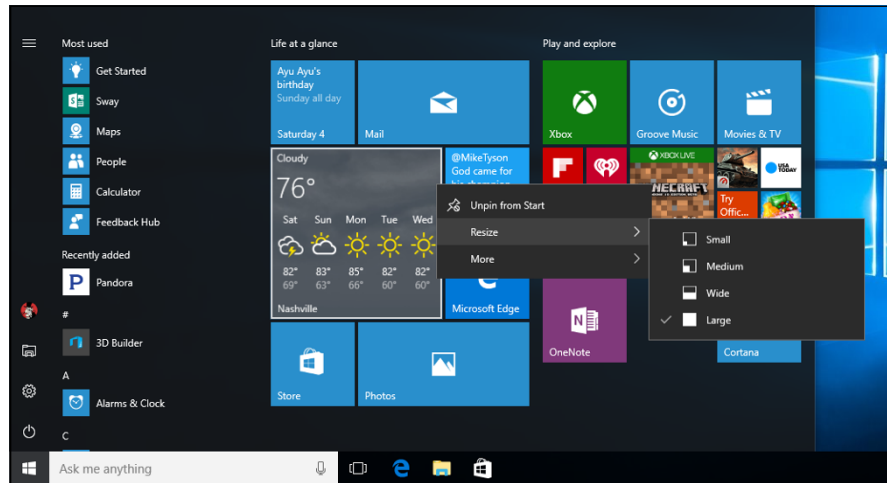 Most used
Get Started
Sway
Maps
People
Calculator
Feedback Hub
Recently added
Pandora
#
3D Builder
A
Alarms & Clock
C
Ask me anything
Life at a glance
Ayu Ayu's
birthday
Sunday all day
Saturday 4
Mail
Cloudy
76°
Sat Sun Mon Tue Wed
82° 83° 85° 82° 82°
69° 63° 66° 60° 60°
Nashville
@MikeTyson
God came for
Microsoft Edge
Store
Photos
Play and explore
Xbox
Groove Music
Movies & TV
XBOX LIVE
USA
TODAY
Try
Offic...
OneNote
Cortana
Unpin from Start
Resize
More
Small
Medium
Wide
Large